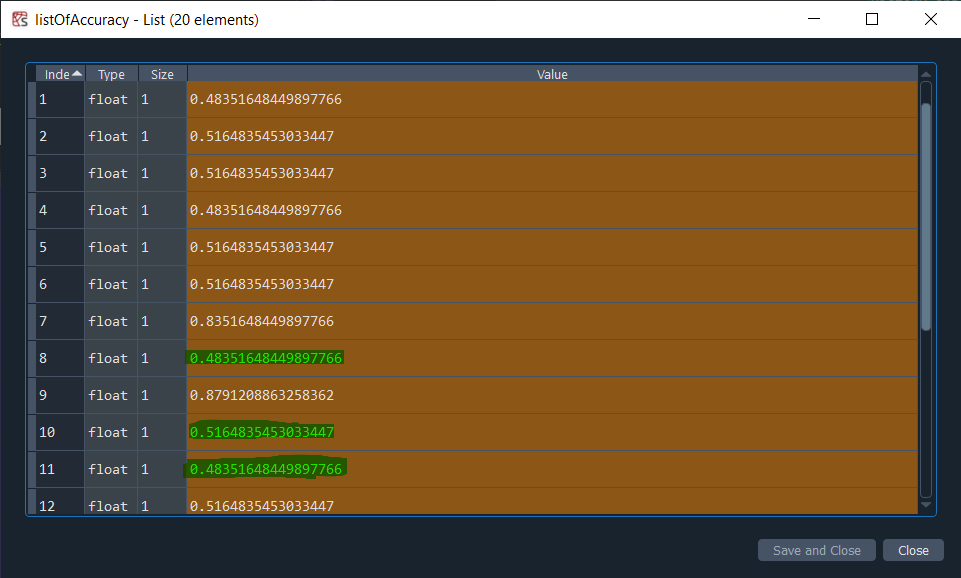 listOfAccuracy - List (20 elements)
Inde Type Size Value
1 float 1 0.48351648449897766
2 float 1 0.5164835453033447
3 float 1 0.5164835453033447
4 float 1 0.48351648449897766
5 float 1 0.5164835453033447
6 float 1 0.5164835453033447
7 float 1 0.8351648449897766
8 float 1 0.48351648449897766
9 float 1 0.8791208863258362
10 float 1 0.5164835453033447
11 float 1 0.48351648449897766
12 float 1 0.5164835453033447
Save and Close Close